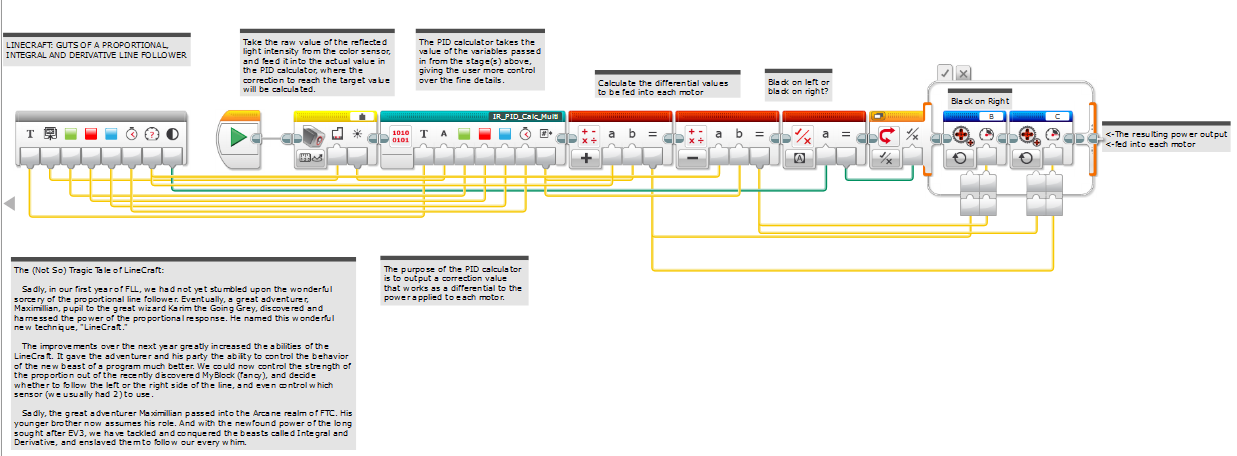 LINECRAFT: GUTS OF A PROPORTIONAL,
INTEGRAL AND DERIVATIVE LINE FOLLOWER
Take the raw value of the reflected
light intensity from the color sensor,
and feed it into the actual value in
the PID calculator, where the
correction to reach the target value
will be calculated.
The PID calculator takes the
value of the variables passed
in from the stage(s) above,
giving the user more control
over the fine details.
Calculate the differential values
to be fed into each motor
Black on left or
black on right?
Black on Right
<-The resulting power output
<-fed into each motor
IR_PID_Calc_Multi
B
C
T
1010
0101
T
A
a b =
a b =
A
a =
The (Not So) Tragic Tale of LineCraft:
Sadly, in our first year of FLL, we had not yet stumbled upon the wonderful
sorcery of the proportional line follower. Eventually, a great adventurer,
Maximillian, pupil to the great wizard Karim the Going Grey, discovered and
harnessed the power of the proportional response. He named this wonderful
new technique, "LineCraft."
The improvements over the next year greatly increased the abilities of the
LineCraft. It gave the adventurer and his party the ability to control the behavior
of the new beast of a program much better. We could now control the strength of
the proportion out of the recently discovered MyBlock (fancy), and decide
whether to follow the left or the right side of the line, and even control which
sensor (we usually had 2) to use.
Sadly, the great adventurer Maximillian passed into the Arcane realm of FTC. His
younger brother now assumes his role. And with the newfound power of the long
sought after EV3, we have tackled and conquered the beasts called Integral and
Derivative, and enslaved them to follow our every whim.
The purpose of the PID calculator
is to output a correction value
that works as a differential to the
power applied to each motor.